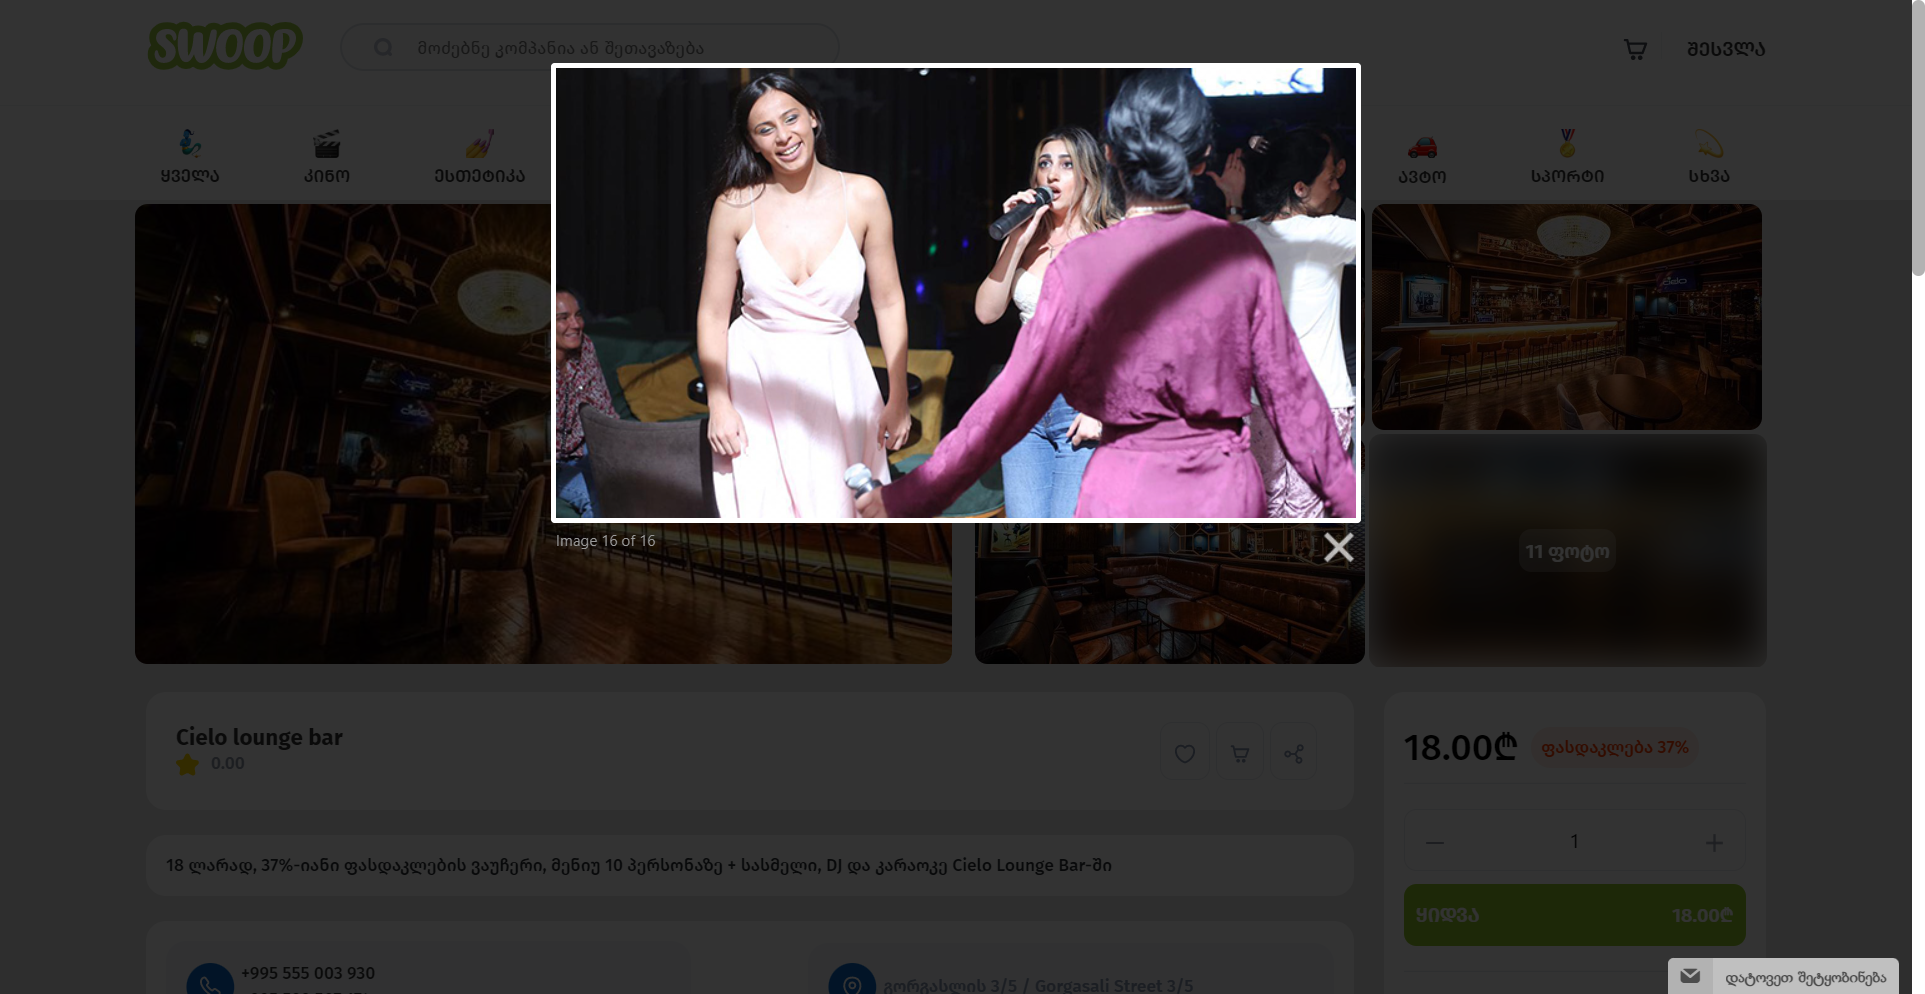 SWOOP
მოძებნე კომპანია ან შეთავაზება
შესვლა
ყველა
კინო
ესთეტიკა
ავტო
სპორტი
სხვა
cielo
cielo
Image 16 of 16
11 ფოტო
Cielo lounge bar
0.00
18.00₾
ფასდაკლება 37%
1
18 ლარად, 37%-იანი ფასდაკლების ვაუჩერი, მენიუ 10 პერსონაზე + სასმელი, DJ და კარაოკე Cielo Lounge Bar-ში
ყიდვა 18.00₾
+995 555 003 930
გორგასლის 3/5 / Gorgasali Street 3/5
დატოვეთ შეტყობინება